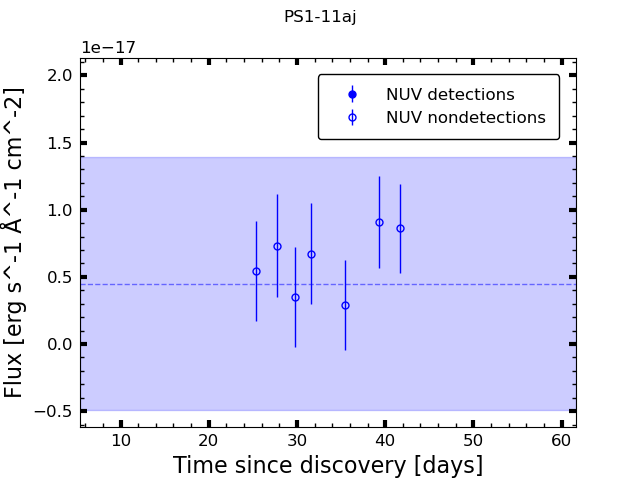 PS1-11aj
1e−17
2.0
1.5
1.0
0.5
0.0
−0.5
NUV detections
NUV nondetections
10 20 30 40 50 60
Time since discovery [days]
Flux [erg s^-1 Å^-1 cm^-2]